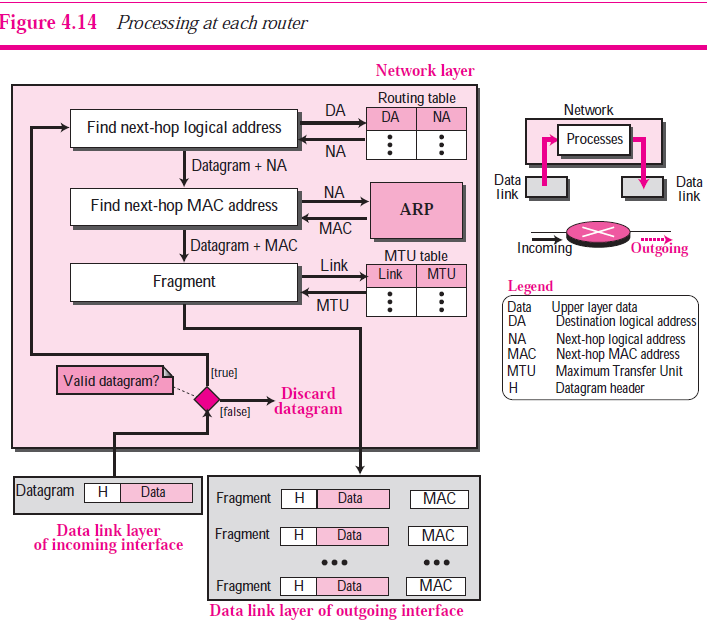 Figure 4.14 Processing at each router
Network layer
Routing table
DA NA
Find next-hop logical address
DA
NA
Datagram + NA
Find next-hop MAC address
NA
MAC
ARP
Datagram + MAC
Fragment
Link
MTU
MTU table
Link MTU
Valid datagram?
[true]
[false]
Discard
datagram
Datagram H Data
Data link layer
of incoming interface
Fragment H Data MAC
Fragment H Data MAC
Fragment H Data MAC
Data link layer of outgoing interface
Network
Processes
Data
link
Data
link
Incoming
Outgoing
Legend
Data Upper layer data
DA Destination logical address
NA Next-hop logical address
MAC Next-hop MAC address
MTU Maximum Transfer Unit
H Datagram header